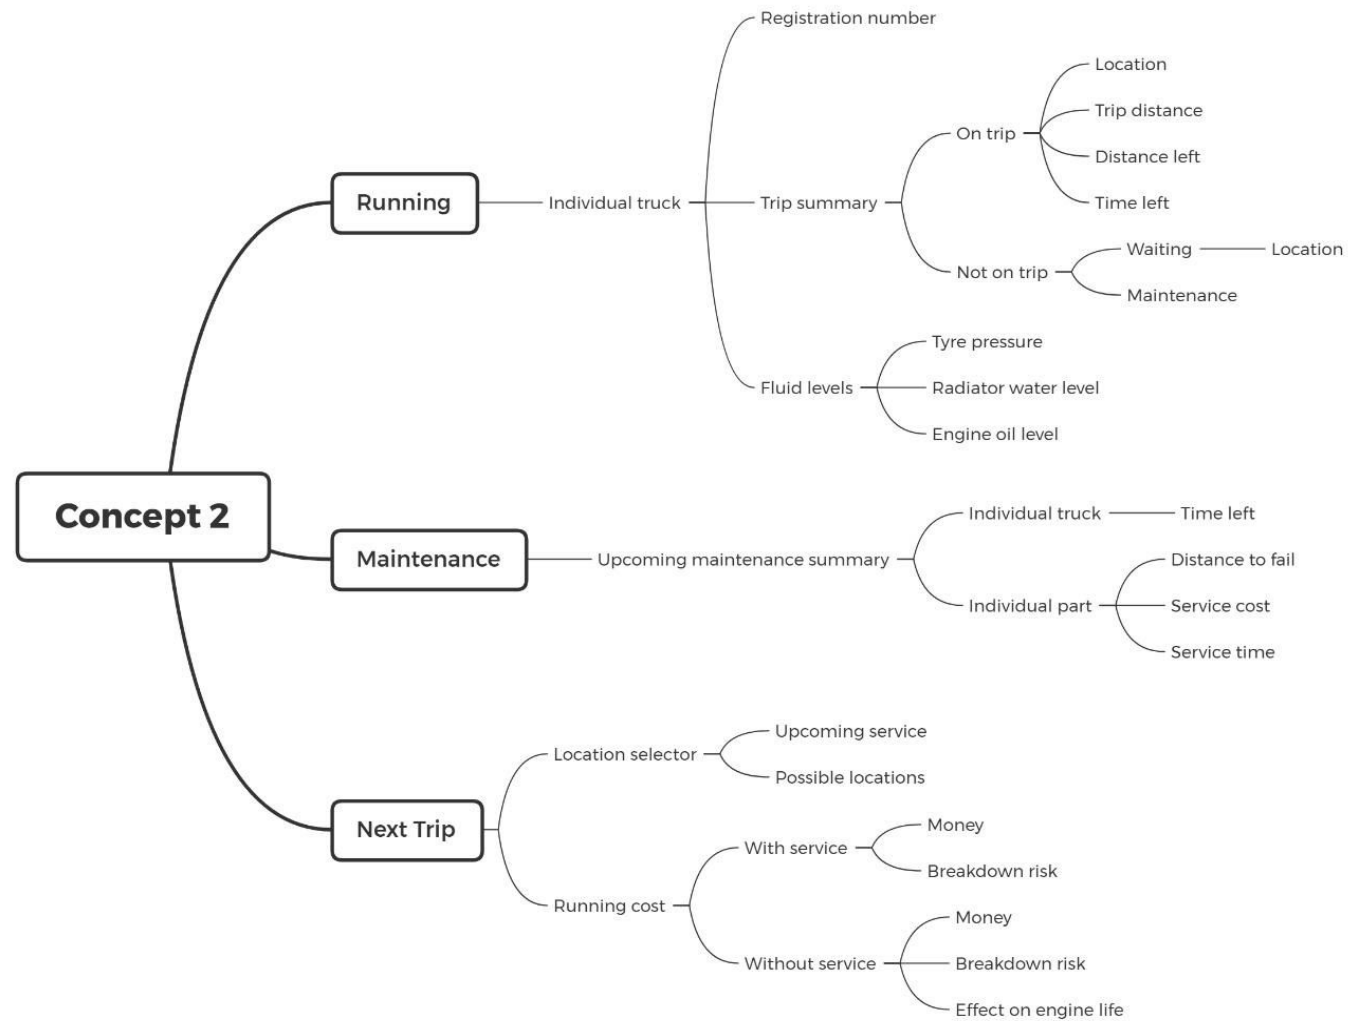 Concept 2
Running
Individual truck
Registration number
Trip summary
On trip
Location
Trip distance
Distance left
Time left
Not on trip
Waiting
Location
Maintenance
Fluid levels
Tyre pressure
Radiator water level
Engine oil level
Maintenance
Upcoming maintenance summary
Individual truck
Time left
Individual part
Distance to fail
Service cost
Service time
Next Trip
Location selector
Upcoming service
Possible locations
Running cost
With service
Money
Breakdown risk
Without service
Money
Breakdown risk
Effect on engine life